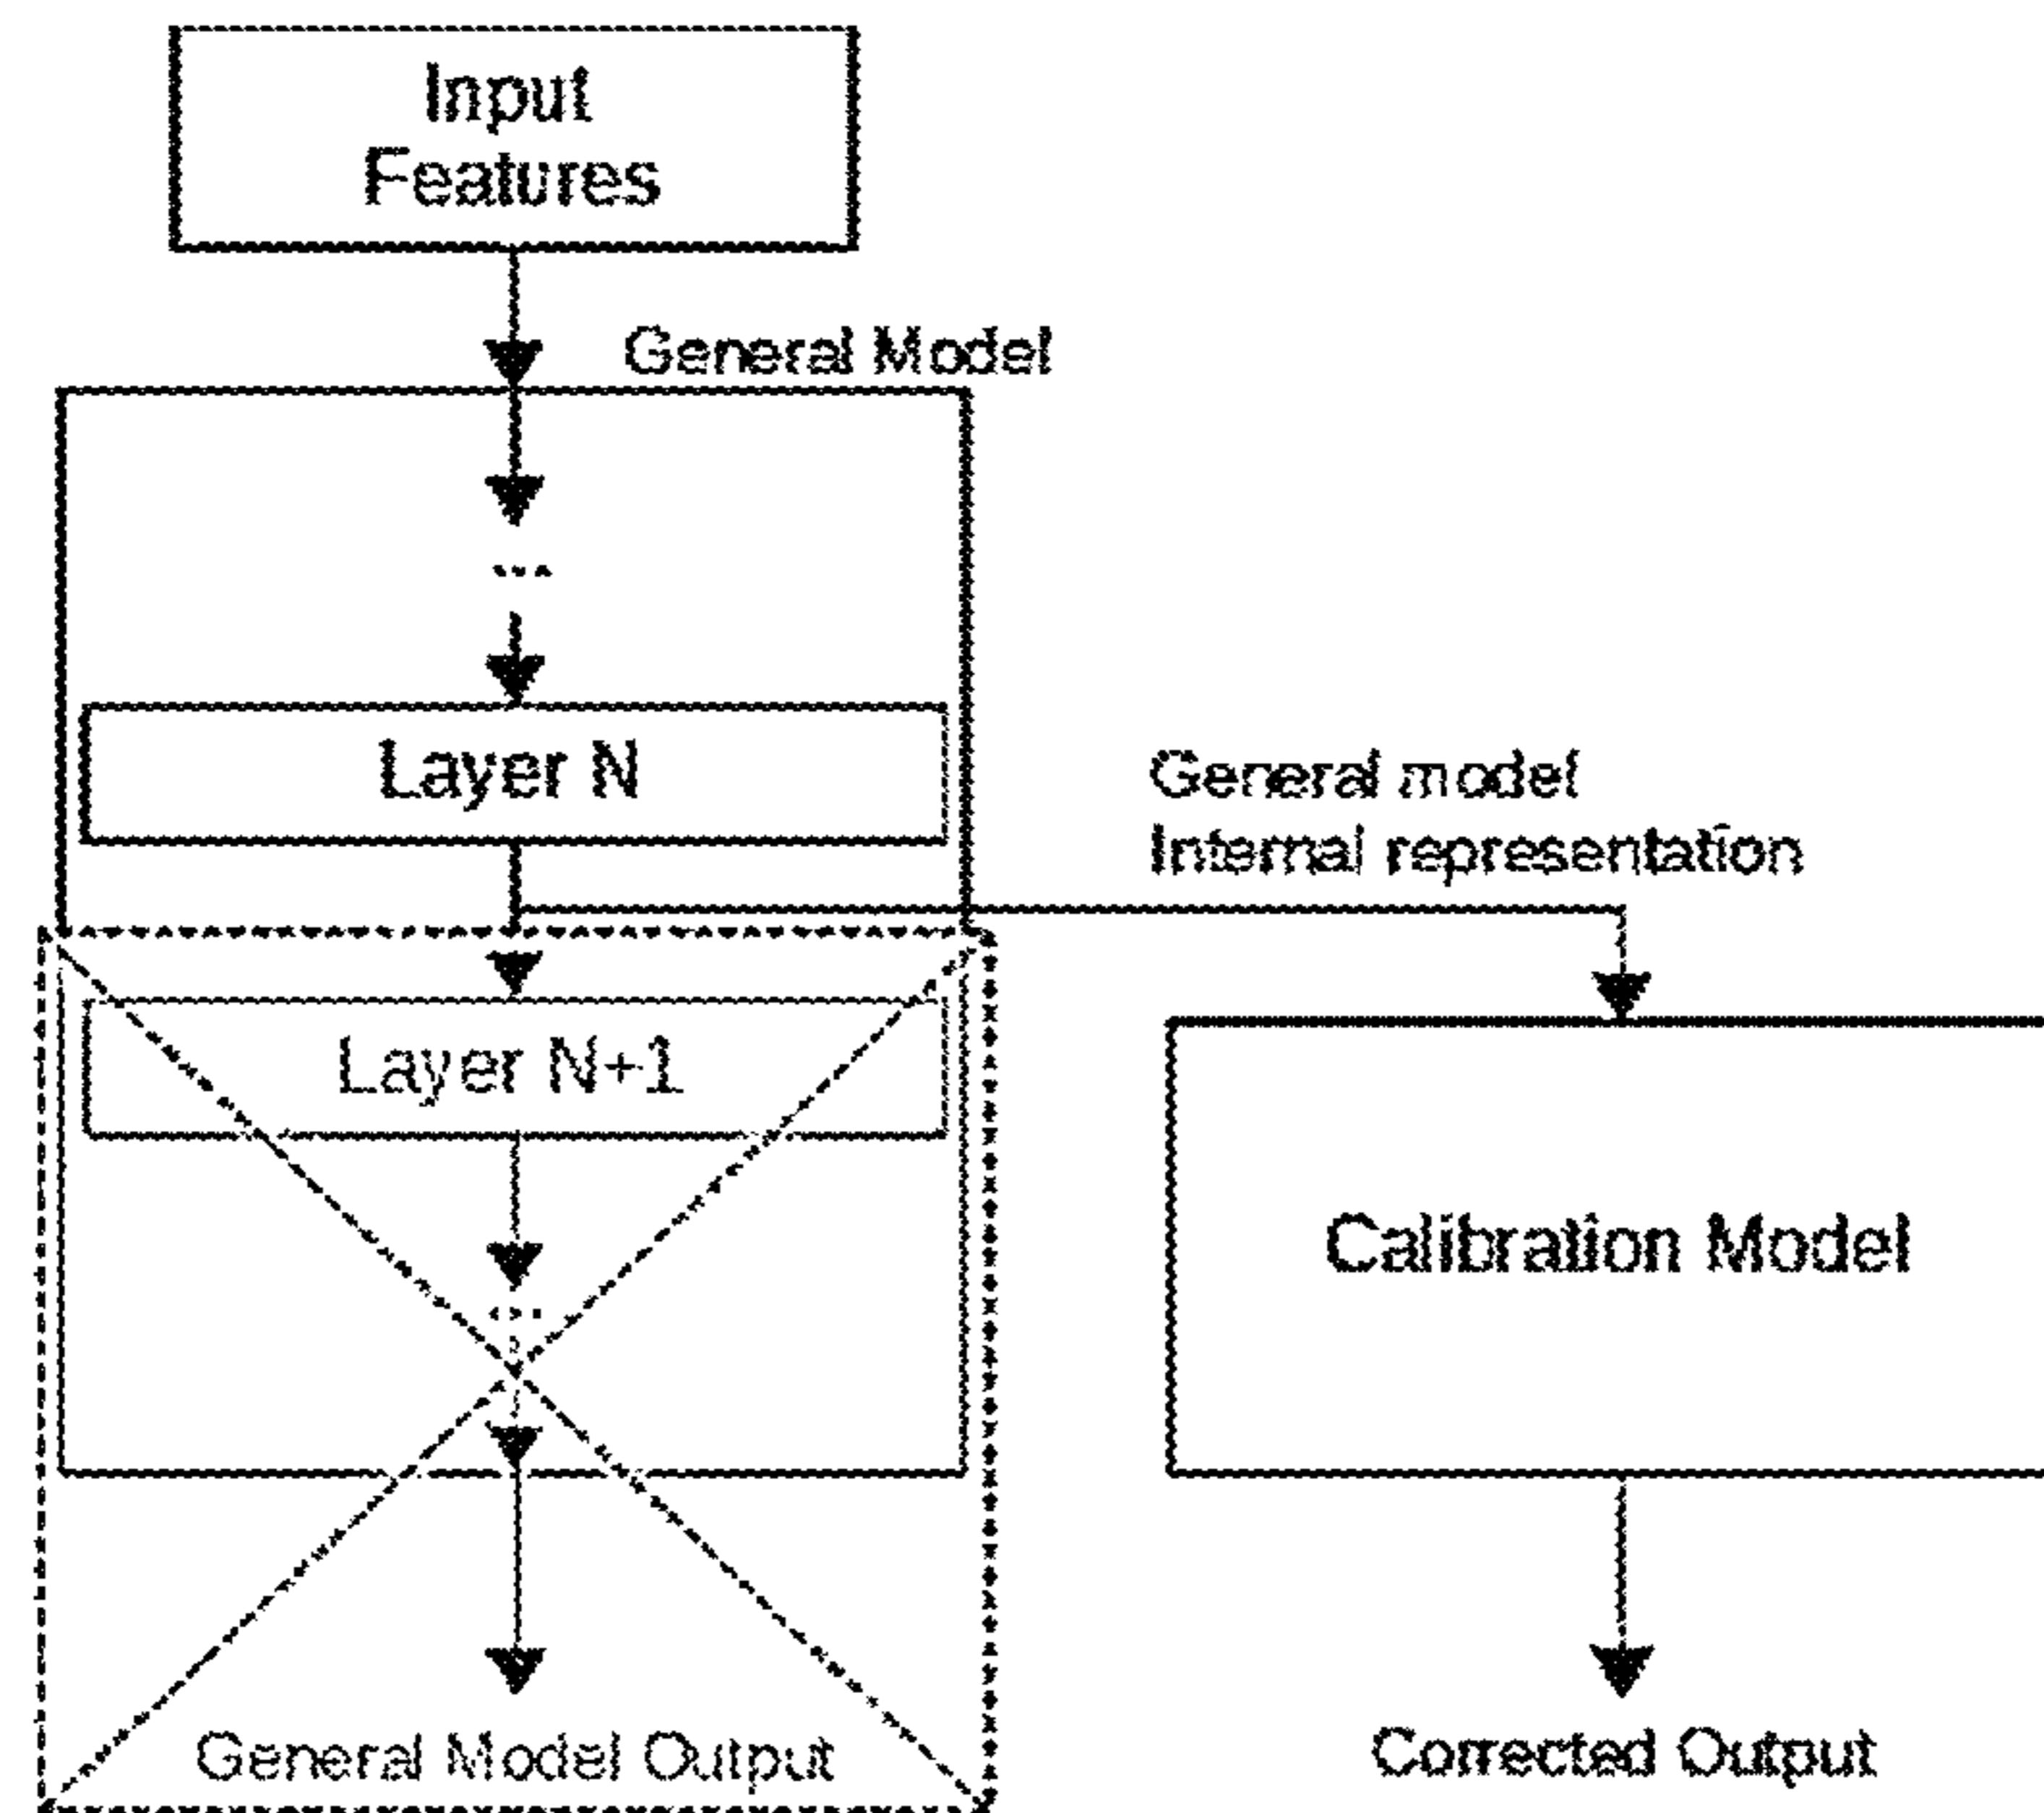 Input
Features
General Model
...
Layer N
General model
Internal representation
Layer N+1
...
Calibration Model
General Model Output
Corrected Output